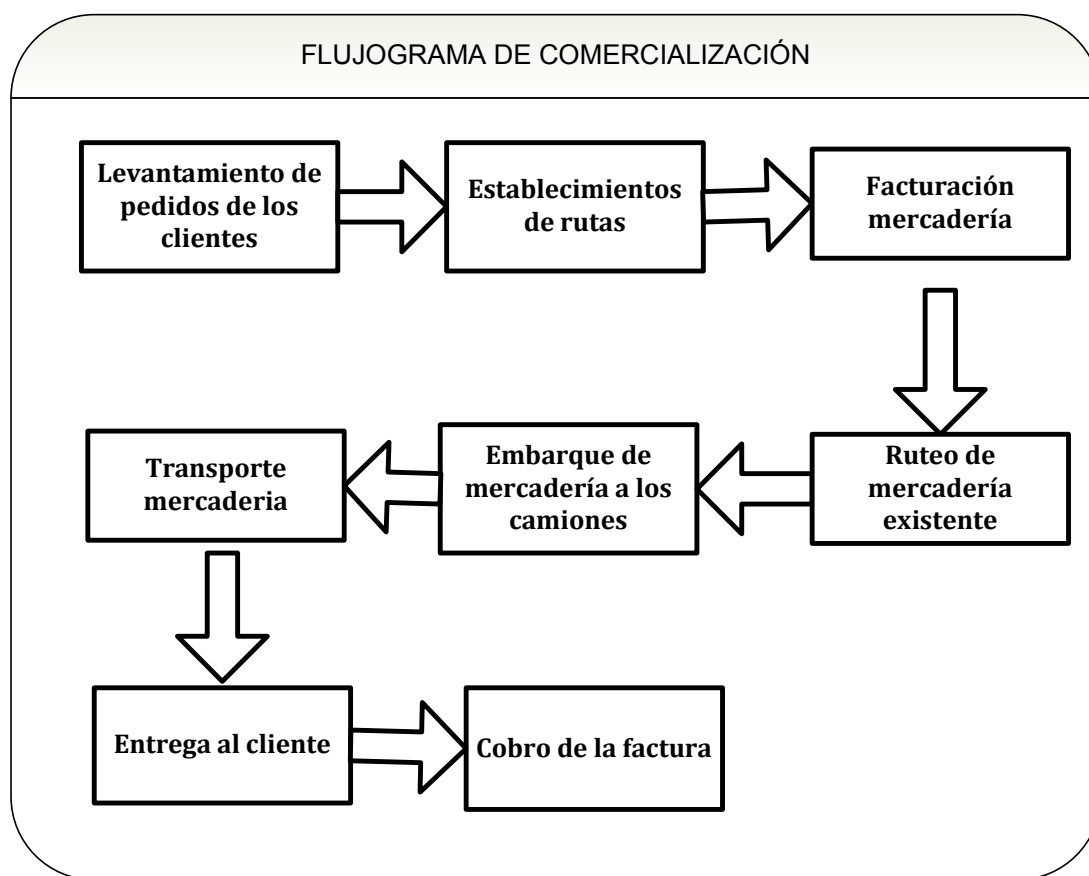 FLUJOGRAMA DE COMERCIALIZACIÓN
Levantamiento de
pedidos de los
clientes
Establecimientos
de rutas
Facturación
mercadería
Ruteo de
mercadería
existente
Embarque de
mercadería a los
camiones
Transporte
mercaderia
Entrega al cliente
Cobro de la factura